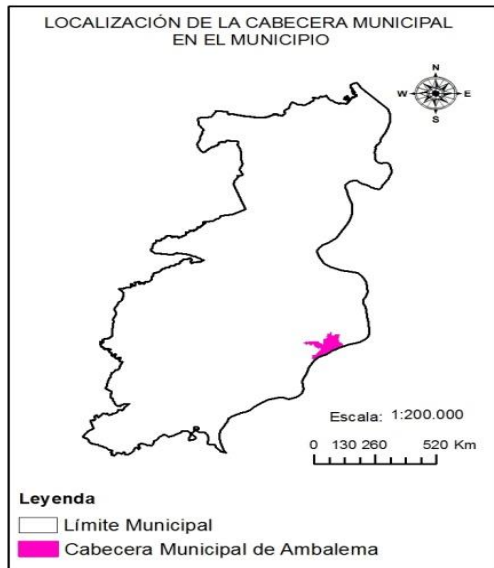 LOCALIZACIÓN DE LA CABECERA MUNICIPAL
EN EL MUNICIPIO
N
W E
S
Escala: 1:200.000
0 130 260 520 Km
Leyenda
Límite Municipal
Cabecera Municipal de Ambalema